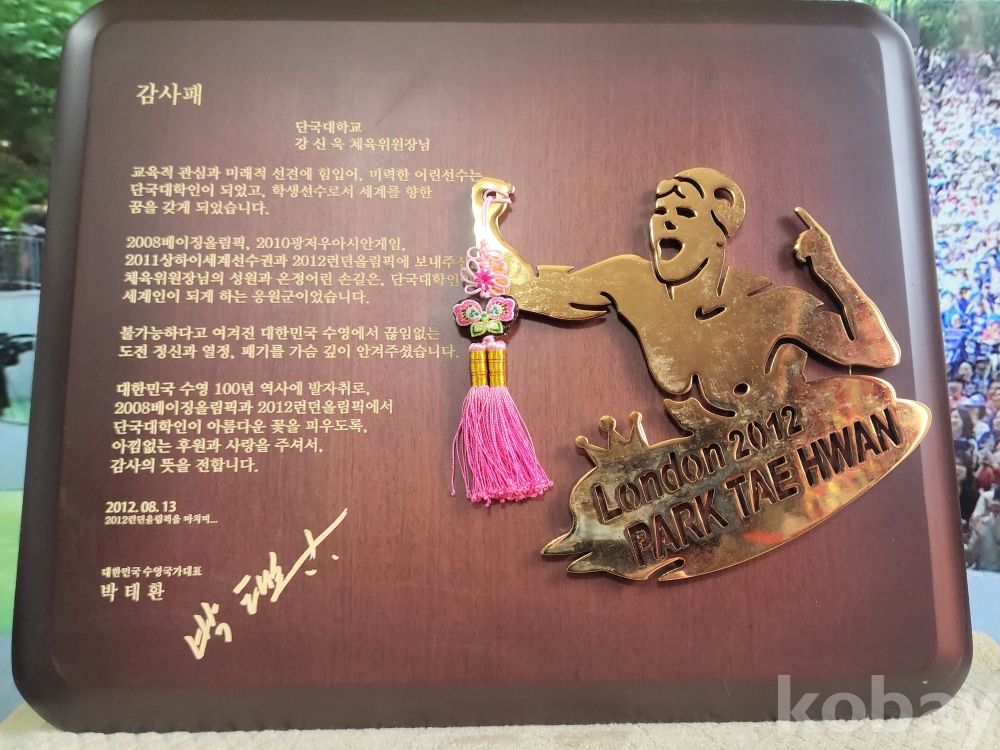 감사패
단국대학교
강신욱 체육위원장님
교육적 관심과 미래적 선견에 힘입어, 미력한 어린선수는
단국대학인이 되었고, 학생선수로서 세계를 향한
꿈을 갖게 되었습니다.
2008베이징올림픽, 2010광저우아시안게임,
2011상하이세계선수권과 2012런던올림픽에 보내주신
체육위원장님의 성원과 온정어린 손길은, 단국대학인
세계인이 되게 하는 응원군이었습니다.
불가능하다고 여겨진 대한민국 수영에서 끊임없는
도전 정신과 열정, 패기를 가슴 깊이 안겨주셨습니다.
대한민국 수영 100년 역사에 발자취로,
2008베이징올림픽과 2012런던올림픽에서
단국대학인이 아름다운 꽃을 피우도록,
아낌없는 후원과 사랑을 주셔서,
감사의 뜻을 전합니다.
2012. 08. 13
2012런던올림픽을 마치며...
대한민국 수영국가대표
박태환
박태환
London 2012
PARK TAE HWAN
kobay